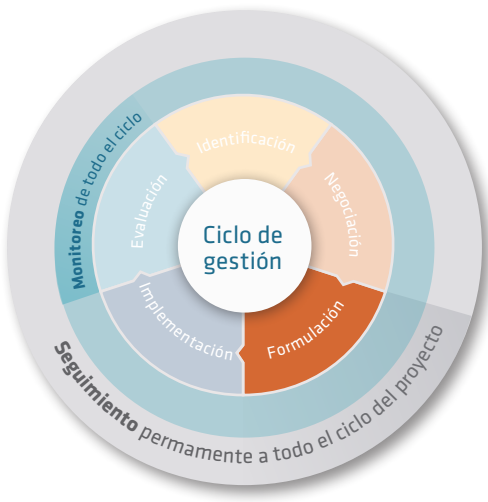 Ciclo de
gestión
Identificación
Negociación
Formulación
Implementación
Evaluación
Monitoreo de todo el ciclo
Seguimiento permamente a todo el ciclo del proyecto